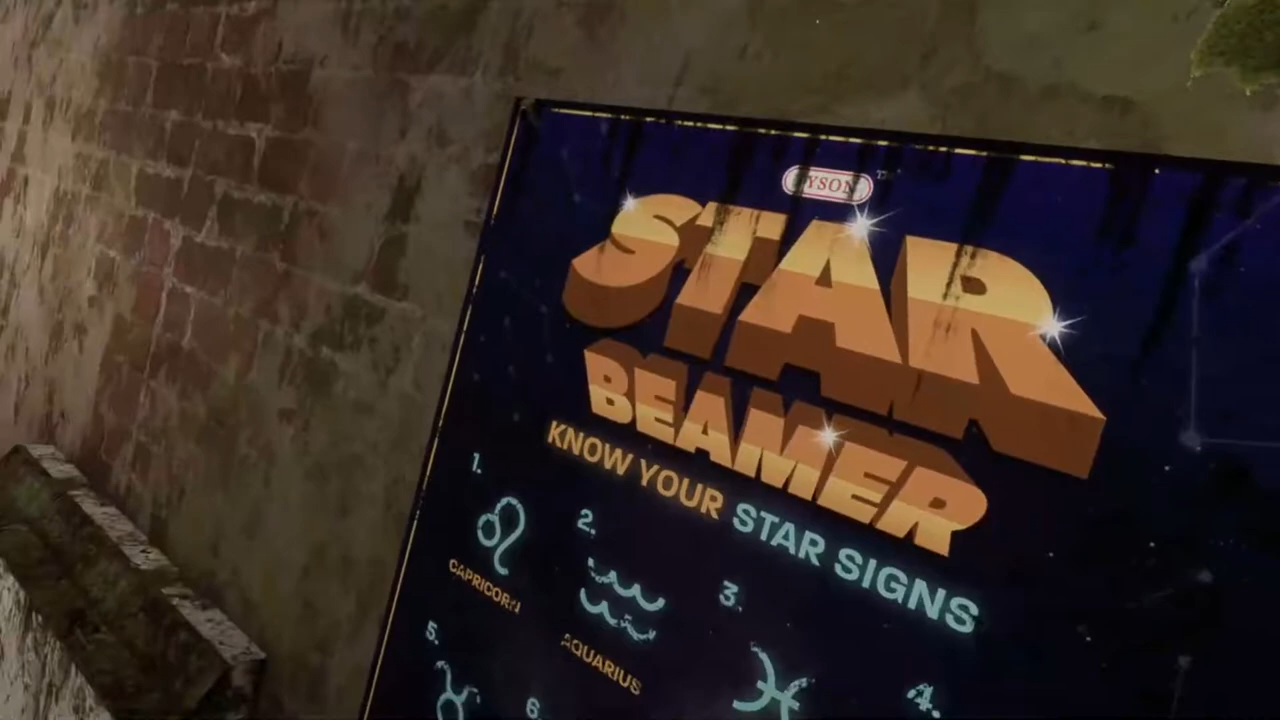 TYSON
STAR
BEAMER
KNOW YOUR STAR SIGNS
1.
2.
3.
4.
CAPRICORN
AQUARIUS
5.
6.